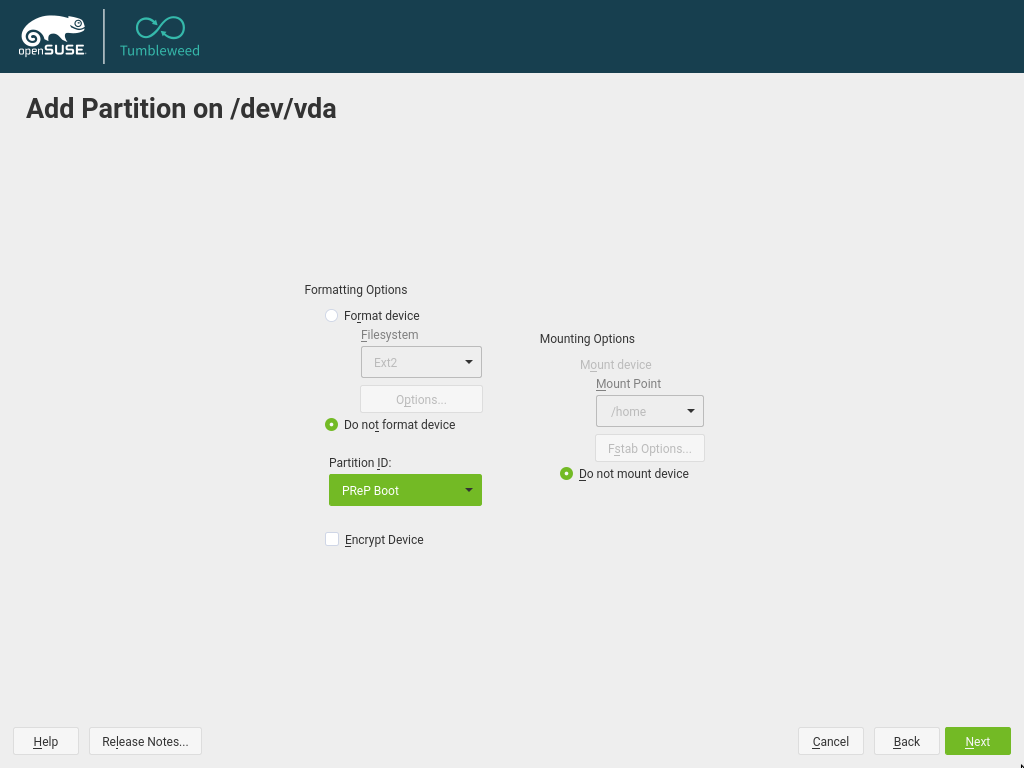 openSUSE
Tumbleweed
Add Partition on /dev/vda
Formatting Options
Format device
Filesystem
Ext2
Options...
Do not format device
Partition ID:
PReP Boot
Encrypt Device
Mounting Options
Mount device
Mount Point
/home
Fstab Options...
Do not mount device
Help
Release Notes...
Cancel
Back
Next